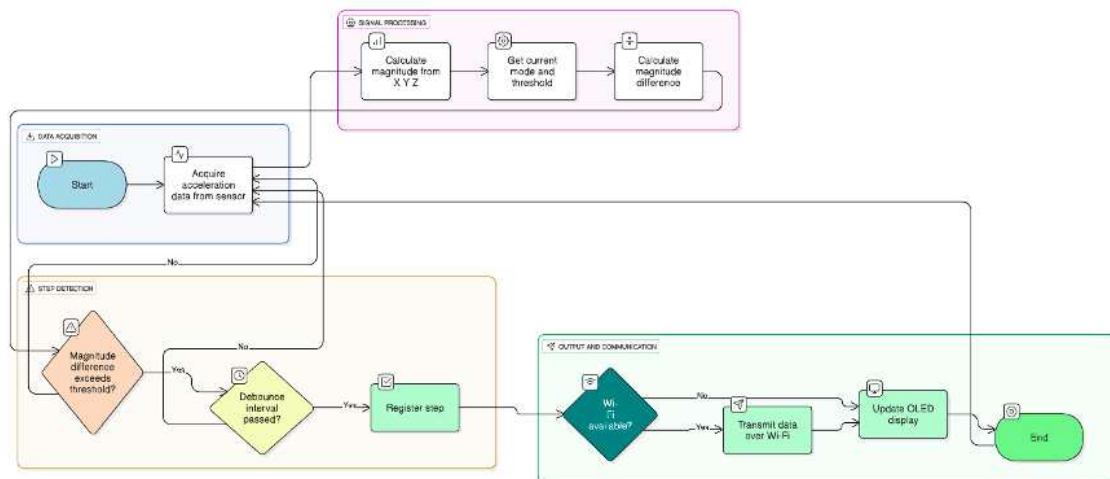 SIGNAL PROCESSING
Calculate
magnitude from
X Y Z
Get current
mode and
threshold
Calculate
magnitude
difference
DATA ACQUISITION
Start
Acquire
acceleration
data from sensor
No
STEP DETECTION
Magnitude
difference
exceeds
threshold?
Yes
No
Debounce
interval
passed?
Yes
Register step
OUTPUT AND COMMUNICATION
Wi-
Fi
available?
No
Yes
Transmit data
over Wi-Fi
Update OLED
display
End